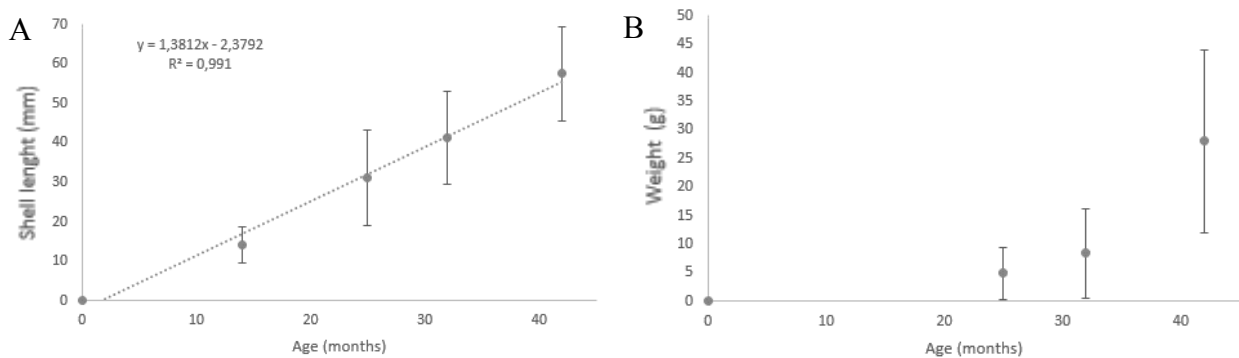 A
y = 1,3812x - 2,3792
R² = 0,991
70
60
50
40
30
20
10
0
Shell lenght (mm)
0 10 20 30 40
Age (months)
B
50
45
40
35
30
25
20
15
10
5
0
Weight (g)
0 10 20 30 40
Age (months)